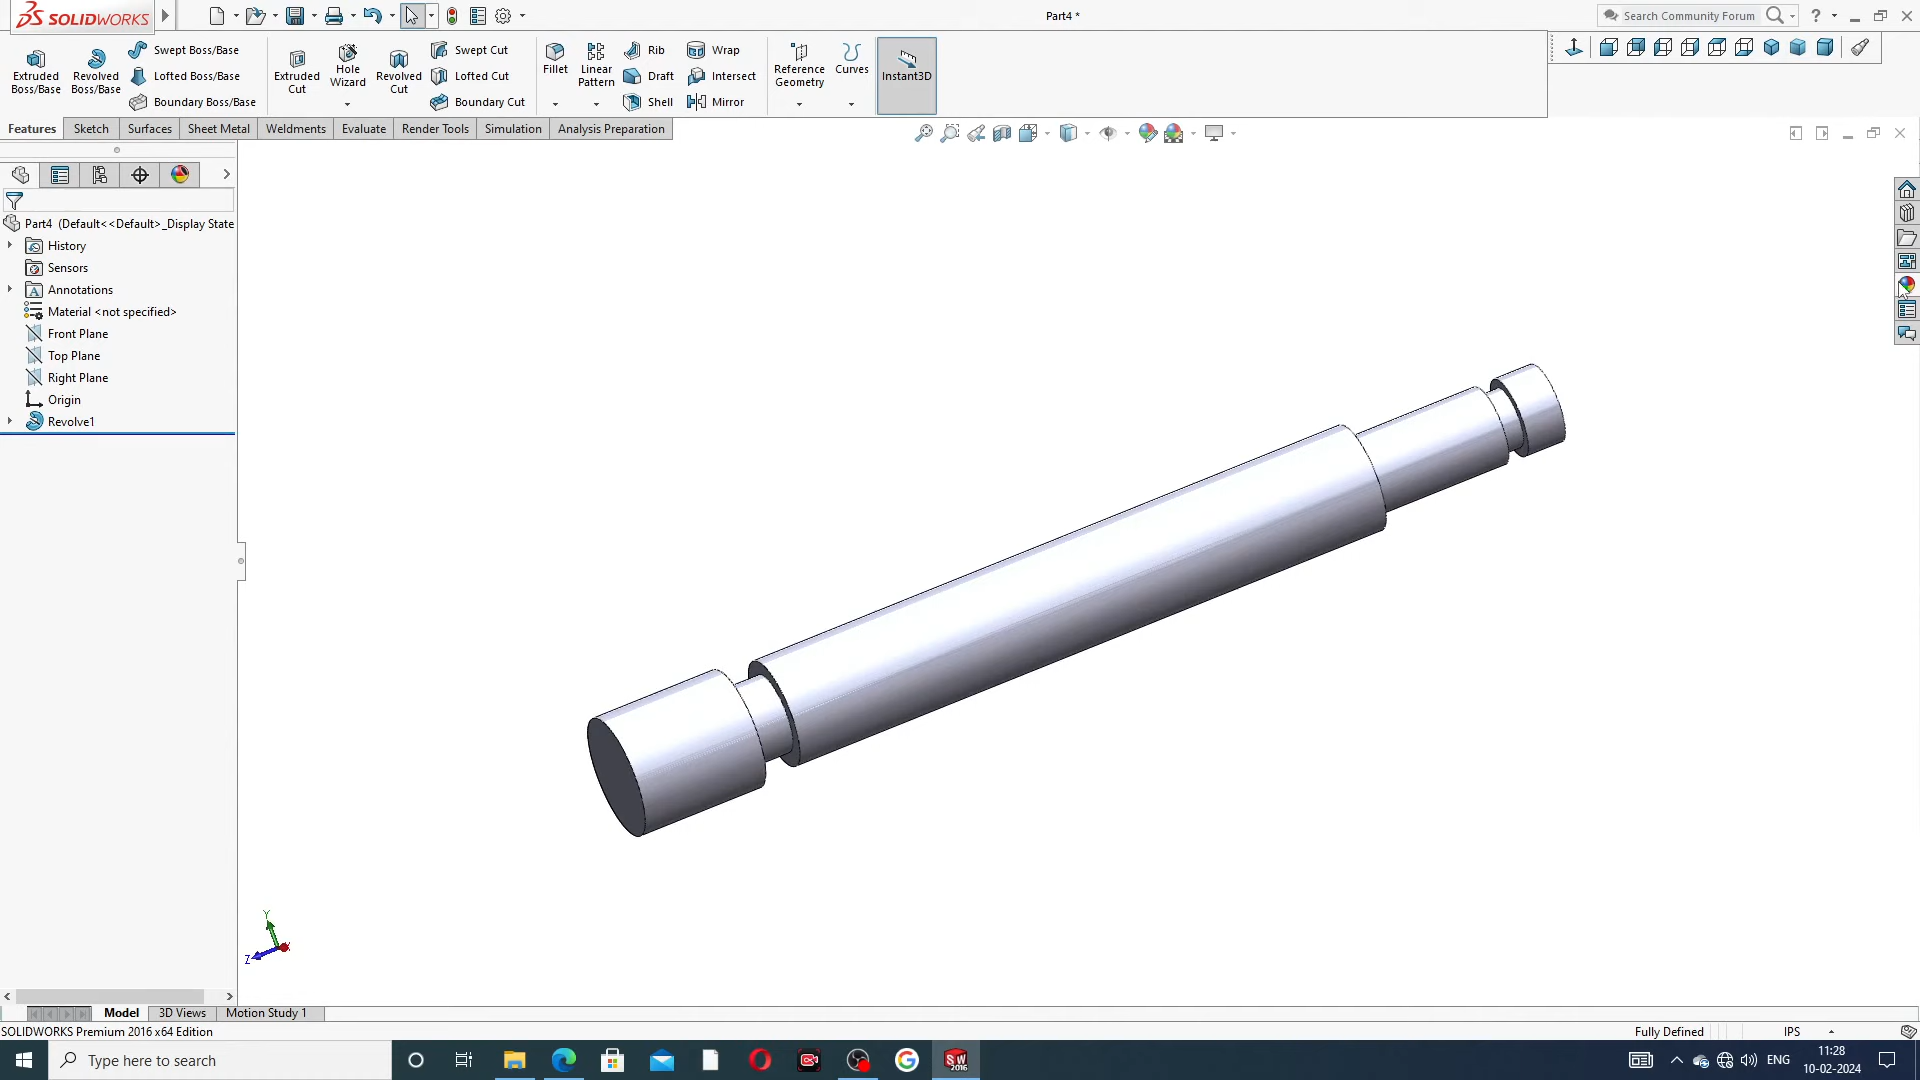 SOLIDWORKS
Part4 *
Search Community Forum
?
Extruded Boss/Base
Revolved Boss/Base
Swept Boss/Base
Lofted Boss/Base
Boundary Boss/Base
Extruded Cut
Hole Wizard
Revolved Cut
Swept Cut
Lofted Cut
Boundary Cut
Fillet
Linear Pattern
Rib
Draft
Shell
Wrap
Intersect
Mirror
Reference Geometry
Curves
Instant3D
Features
Sketch
Surfaces
Sheet Metal
Weldments
Evaluate
Render Tools
Simulation
Analysis Preparation
Part4 (Default<<Default>_Display State
History
Sensors
Annotations
Material <not specified>
Front Plane
Top Plane
Right Plane
Origin
Revolve1
Y
Z
Model
3D Views
Motion Study 1
SOLIDWORKS Premium 2016 x64 Edition
Fully Defined
IPS
Type here to search
SW 2016
ENG
11:28
10-02-2024